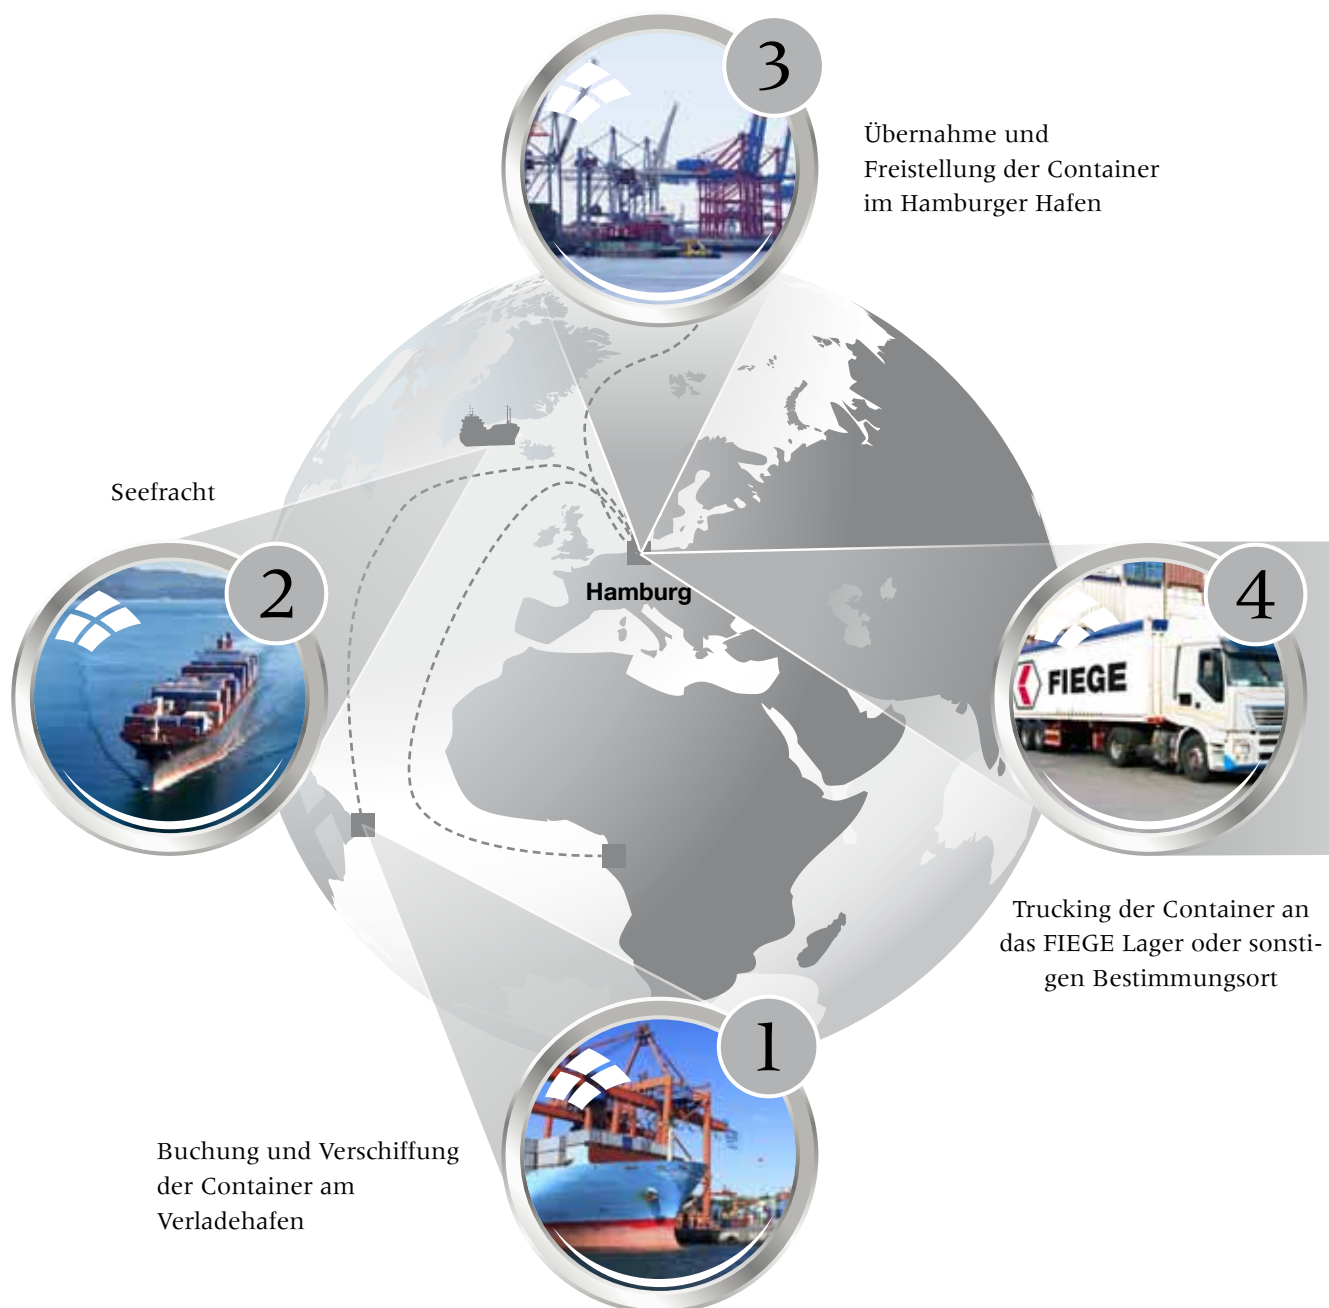 3
Übernahme und
Freistellung der Container
im Hamburger Hafen
Seefracht
2
Hamburg
4
FIEGE
Trucking der Container an
das FIEGE Lager oder sonsti-
gen Bestimmungsort
1
Buchung und Verschiffung
der Container am
Verladehafen